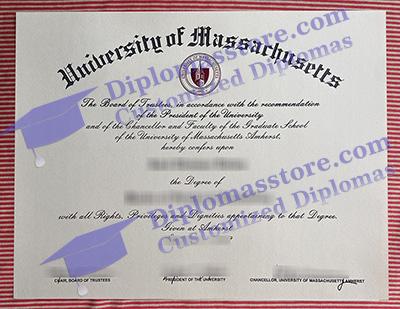 University of Massachusetts
The Board of Trustees, in accordance with the recommendation
of the President of the University
and of the Chancellor and Faculty of the Graduate School
of the University of Massachusetts Amherst,
hereby confers upon
the Degree of
with all Rights, Privileges and Dignities appertaining to that Degree.
Given at Amherst
CHAIR, BOARD OF TRUSTEES
PRESIDENT OF THE UNIVERSITY
CHANCELLOR, UNIVERSITY OF MASSACHUSETTS AMHERST
Diplomasstore.com
Customized Diplomas
Diplomasstore.com
Customized Diplomas